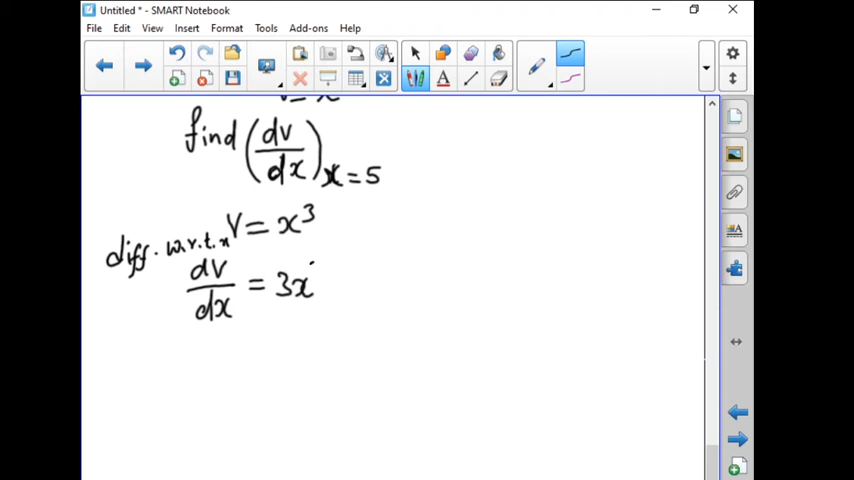 Untitled * - SMART Notebook
File Edit View Insert Format Tools Add-ons Help
find (dv/dx) x = 5
V = x³
diff. w.r.t. x
dv/dx = 3x